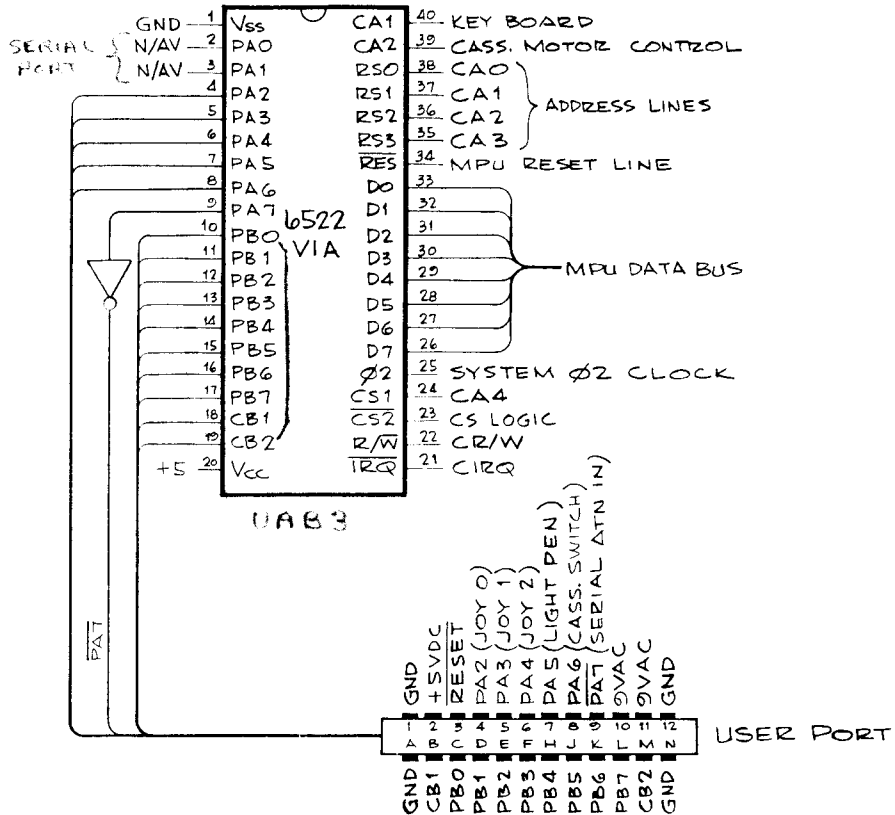 GND 1 Vss CA1 40 KEY BOARD
SERIAL PORT
N/AV 2 PA0 CA2 39 CASS. MOTOR CONTROL
N/AV 3 PA1 RS0 38 CA0
4 PA2 RS1 37 CA1
5 PA3 RS2 36 CA2
6 PA4 RS3 35 CA3
ADDRESS LINES
7 PA5 RES 34 MPU RESET LINE
8 PA6 D0 33
9 PA7 D1 32
10 PB0 D2 31
6522 VIA
11 PB1 D3 30
MPU DATA BUS
12 PB2 D4 29
13 PB3 D5 28
14 PB4 D6 27
15 PB5 D7 26
16 PB6 Ø2 25 SYSTEM Ø2 CLOCK
17 PB7 CS1 24 CA4
18 CB1 CS2 23 CS LOGIC
19 CB2 R/W 22 CR/W
+5 20 Vcc IRQ 21 CIRQ
UAB3
PA7
GND
+5VDC
RESET
PA2 (JOY 0)
PA3 (JOY 1)
PA4 (JOY 2)
PA5 (LIGHT PEN)
PA6 (CASS. SWITCH)
PA7 (SERIAL ATN IN)
9VAC
9VAC
GND
1 2 3 4 5 6 7 8 9 10 11 12
A B C D E F H J K L M N
USER PORT
GND
CB1
PB0
PB1
PB2
PB3
PB4
PB5
PB6
PB7
CB2
GND